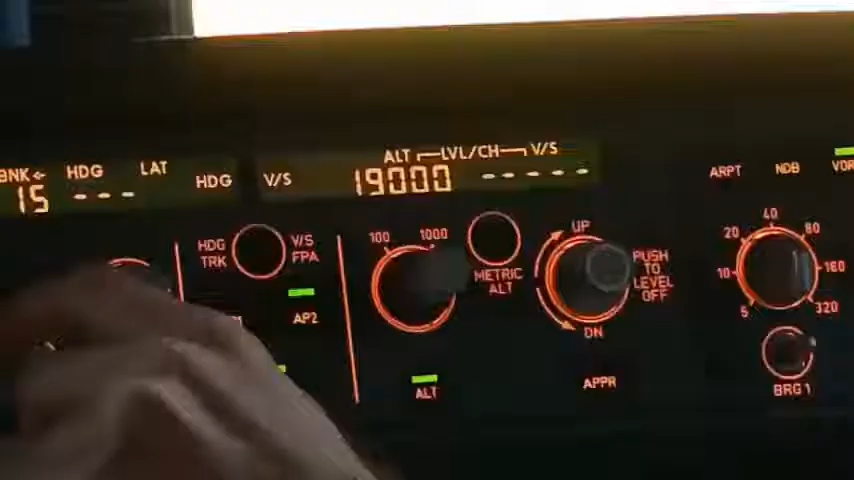 BNK← HDG LAT
15 - - -
HDG V/S
ALT LVL/CH V/S
19000 - - - - -
ARPT NDB VOR
HDG V/S
TRK FPA
100 1000
METRIC
ALT
UP
PUSH
TO
LEVEL
OFF
DN
5 10 20 40 80 160 320
AP2
ALT
APPR
BRG 1